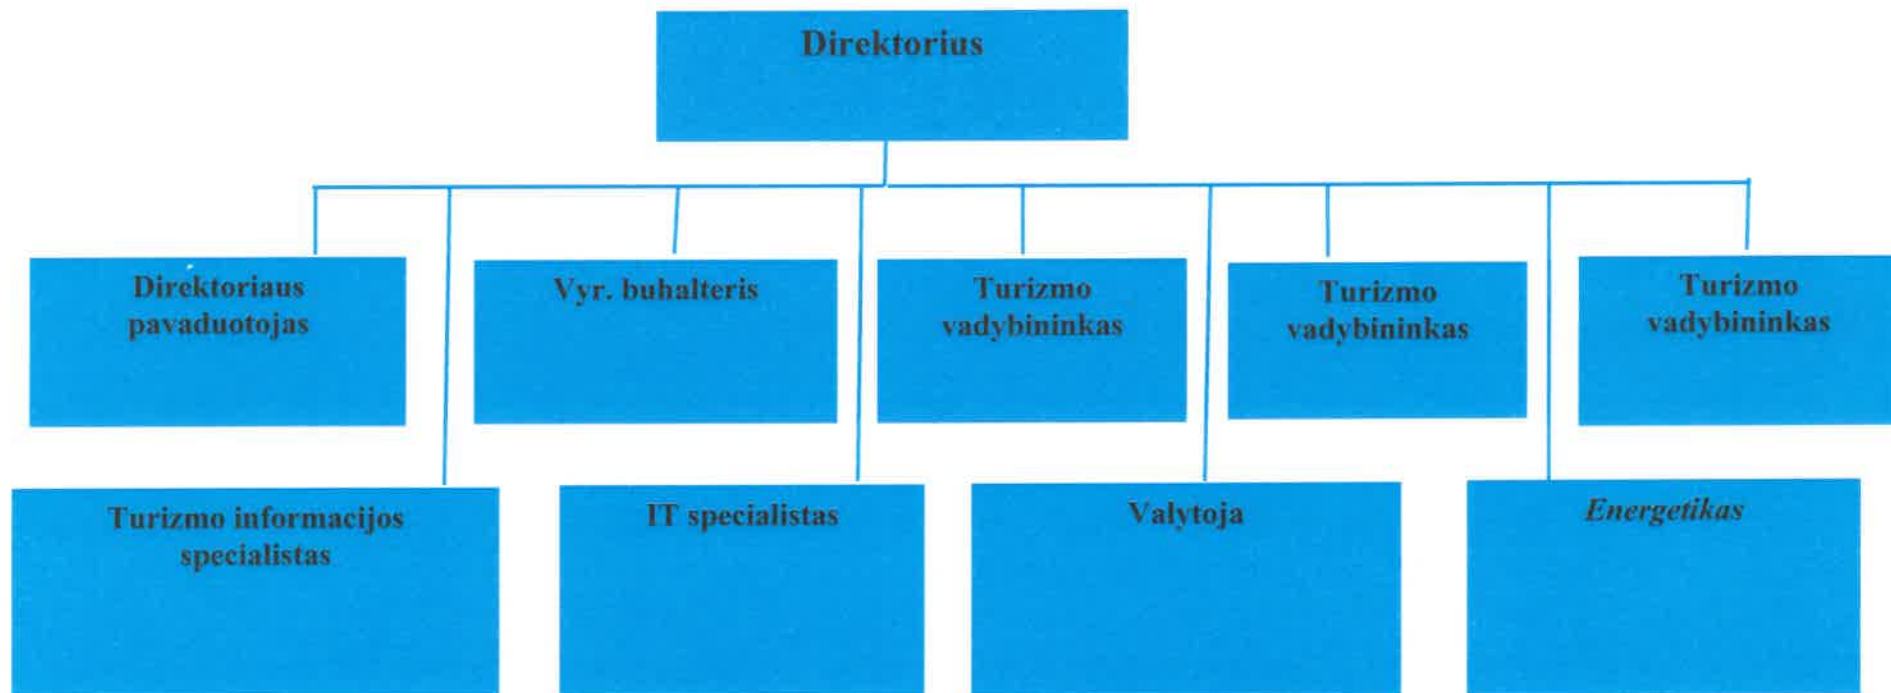 Direktorius
Direktoriaus
pavaduotojas
Vyr. buhalteris
Turizmo
vadybininkas
Turizmo
vadybininkas
Turizmo
vadybininkas
Turizmo informacijos
specialistas
IT specialistas
Valytoja
Energetikas